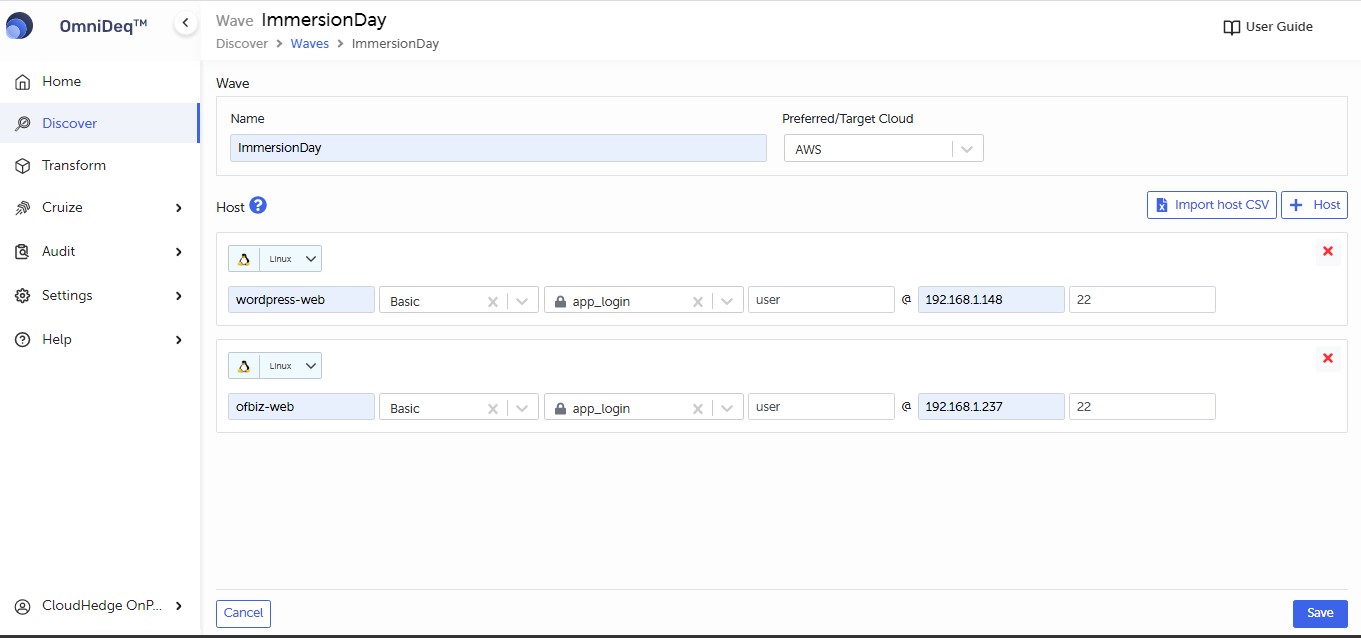 OmniDeq™
Wave ImmersionDay
User Guide
Discover > Waves > ImmersionDay
Home
Discover
Transform
Cruize
Audit
Settings
Help
CloudHedge OnP...
Wave
Name
Preferred/Target Cloud
ImmersionDay
AWS
Host ?
Import host CSV
+ Host
Linux
wordpress-web Basic app_login user @ 192.168.1.148 22
Linux
ofbiz-web Basic app_login user @ 192.168.1.237 22
Cancel
Save